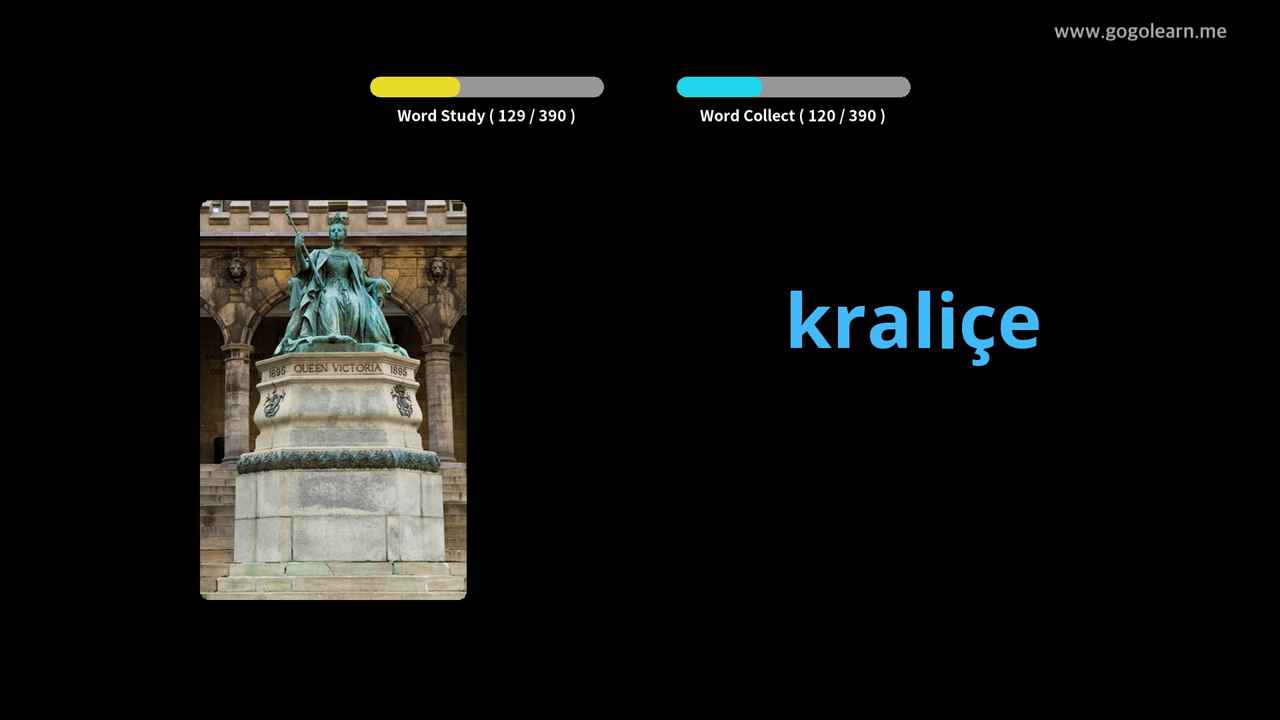 www.gogolearn.me
Word Study ( 129 / 390 )
Word Collect ( 120 / 390 )
1895 QUEEN VICTORIA 1895
kraliçe